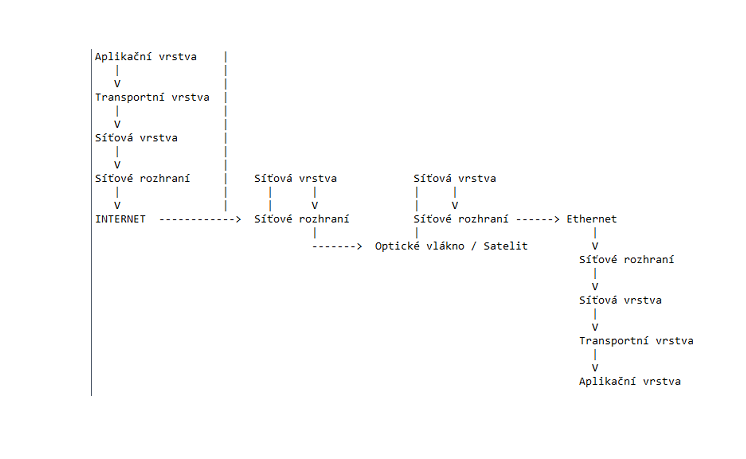 Aplikační vrstva
Transportní vrstva
Síťová vrstva
Síťové rozhraní Síťová vrstva Síťová vrstva
INTERNET ------------> Síťové rozhraní Síťové rozhraní ------> Ethernet
-------> Optické vlákno / Satelit
Síťové rozhraní
Síťová vrstva
Transportní vrstva
Aplikační vrstva